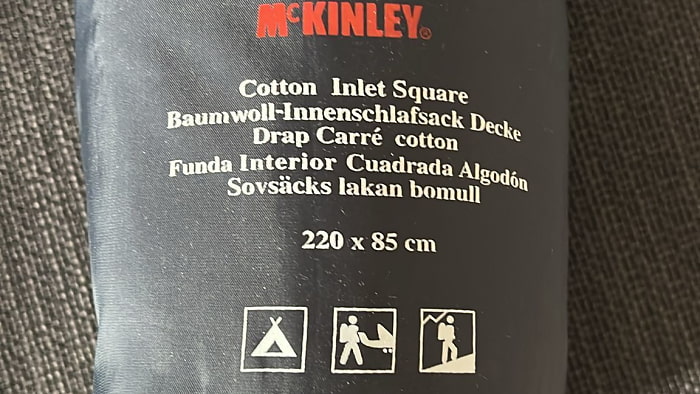 McKINLEY®
Cotton Inlet Square
Baumwoll-Innenschlafsack Decke
Drap Carré cotton
Funda Interior Cuadrada Algodón
Sovsäcks lakan bomull
220 x 85 cm